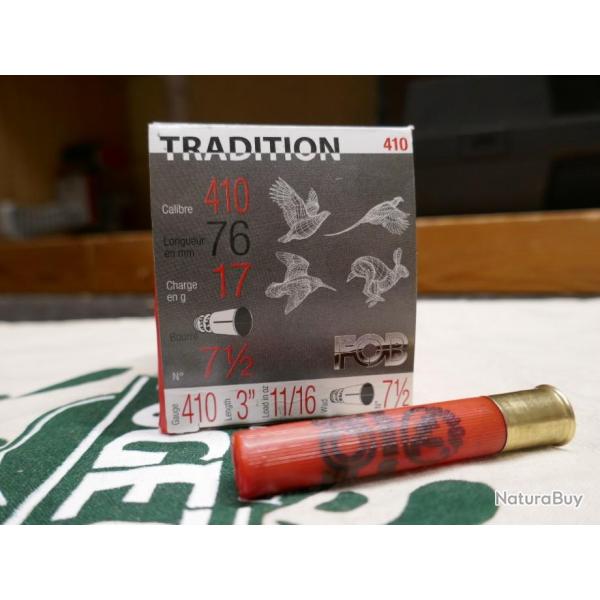 TRADITION 410
Calibre 410
Longueur en mm 76
Charge en g 17
Bourre
N° 7½
FOB
Gauge 410 Length 3" Load in oz 11/16 Wad N° 7½
GE
NaturaBuy